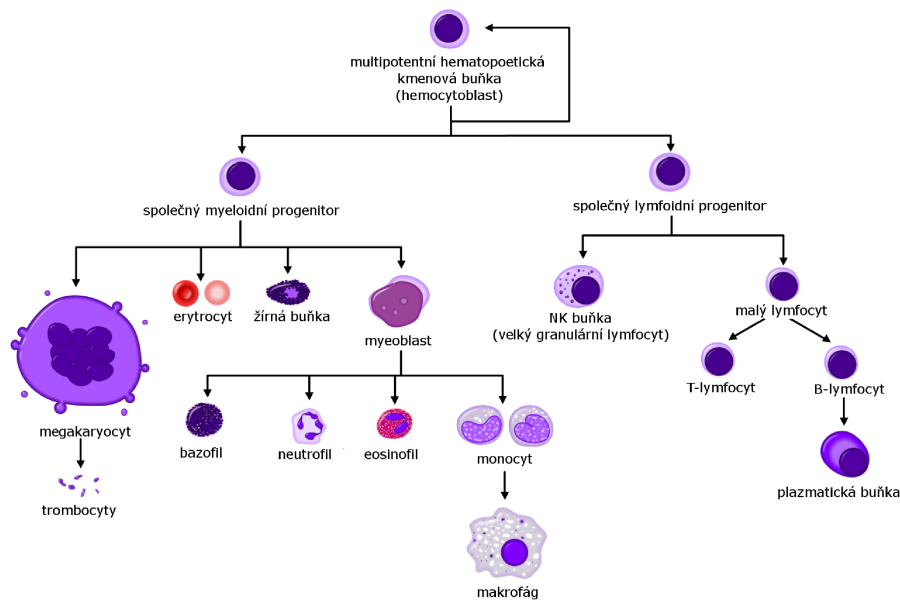 multipotentní hematopoetická
kmenová buňka
(hemocytoblast)
společný myeloidní progenitor
společný lymfoidní progenitor
erytrocyt
žírná buňka
myeoblast
NK buňka
(velký granulární lymfocyt)
malý lymfocyt
T-lymfocyt
B-lymfocyt
megakaryocyt
bazofil
neutrofil
eosinofil
monocyt
plazmatická buňka
trombocyty
makrofág